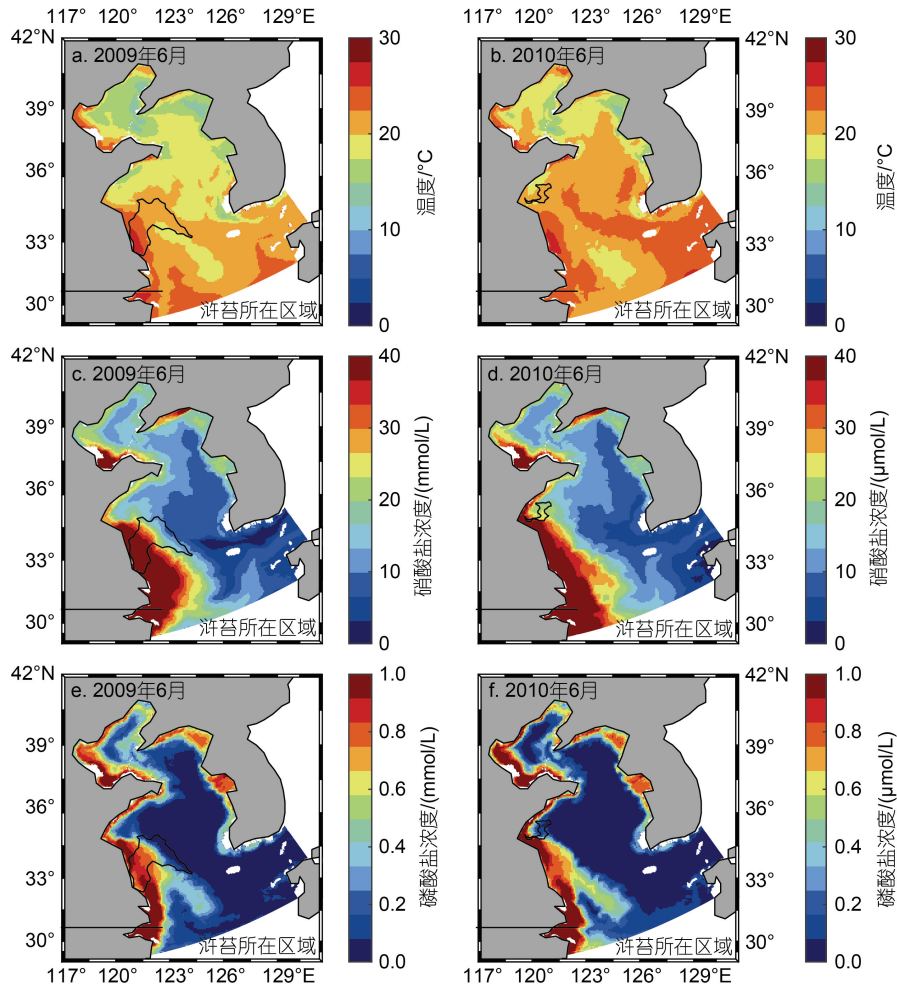 117° 120° 123° 126° 129°E
117° 120° 123° 126° 129°E
42°N
39°
36°
33°
30°
a. 2009年6月
浒苔所在区域
30
20
10
0
温度/°C
b. 2010年6月
浒苔所在区域
42°N
39°
36°
33°
30°
30
20
10
0
温度/°C
42°N
39°
36°
33°
30°
c. 2009年6月
浒苔所在区域
40
30
20
10
0
硝酸盐浓度/(mmol/L)
d. 2010年6月
浒苔所在区域
42°N
39°
36°
33°
30°
40
30
20
10
0
硝酸盐浓度/(μmol/L)
42°N
39°
36°
33°
30°
e. 2009年6月
浒苔所在区域
1.0
0.8
0.6
0.4
0.2
0.0
磷酸盐浓度/(mmol/L)
f. 2010年6月
浒苔所在区域
42°N
39°
36°
33°
30°
1.0
0.8
0.6
0.4
0.2
0.0
磷酸盐浓度/(μmol/L)
117° 120° 123° 129°E
117° 120° 123° 129°E